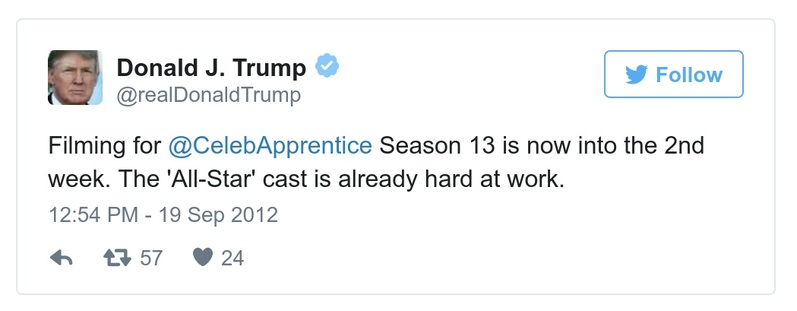 Donald J. Trump
@realDonaldTrump
Follow
Filming for @CelebApprentice Season 13 is now into the 2nd
week. The 'All-Star' cast is already hard at work.
12:54 PM - 19 Sep 2012
57 24